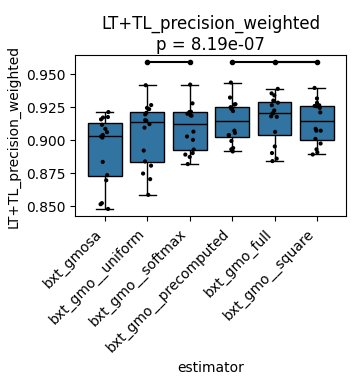 LT+TL_precision_weighted
p = 8.19e-07
LT+TL_precision_weighted
0.950
0.925
0.900
0.875
0.850
bxt_gmosa
bxt_gmo__uniform
bxt_gmo__softmax
bxt_gmo__precomputed
bxt_gmo_full
bxt_gmo__square
estimator